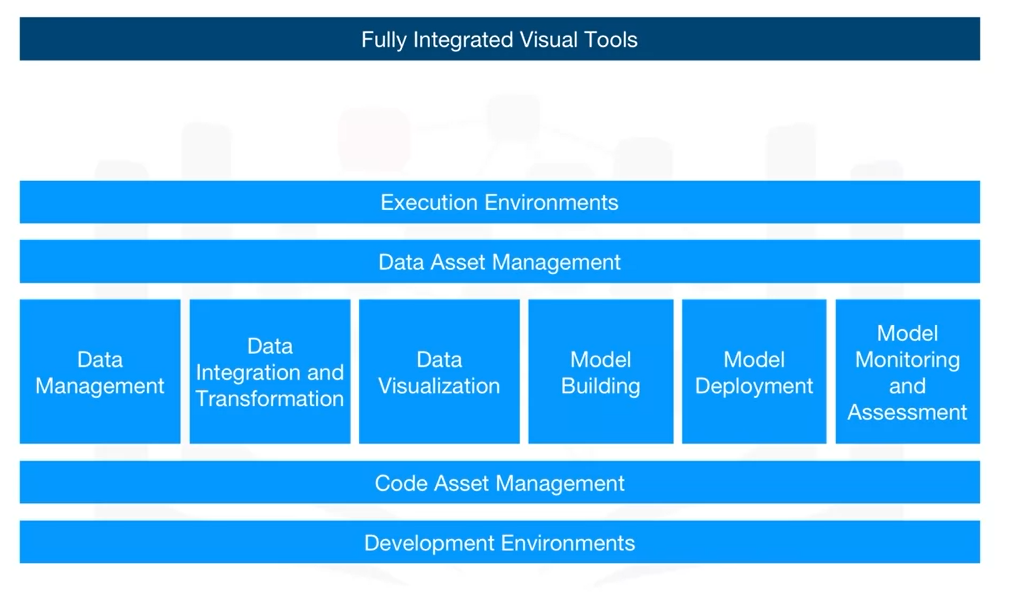 Fully Integrated Visual Tools
Execution Environments
Data Asset Management
Data
Management
Data
Integration and
Transformation
Data
Visualization
Model
Building
Model
Deployment
Model
Monitoring
and
Assessment
Code Asset Management
Development Environments